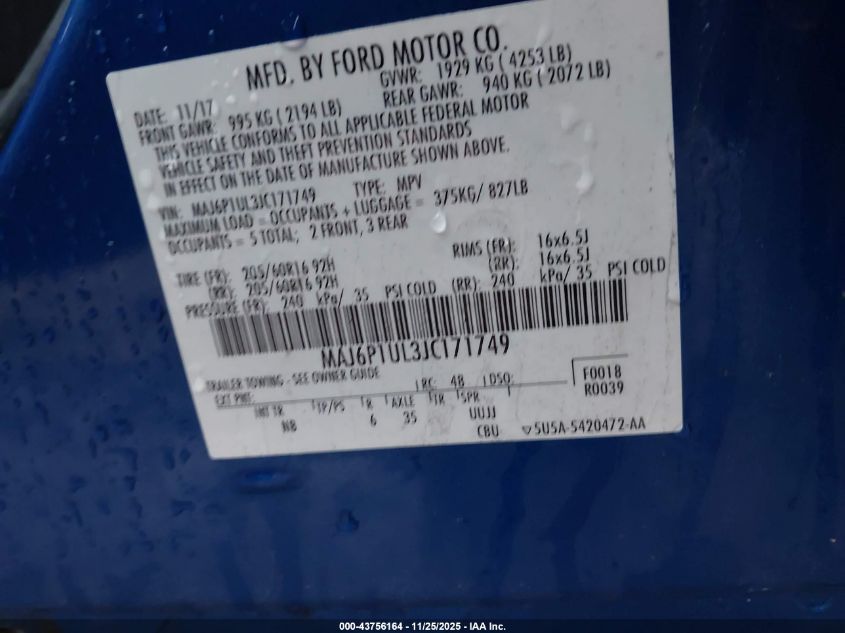 MFD. BY FORD MOTOR CO.
DATE: 11/17 GVWR: 1929 KG ( 4253 LB)
FRONT GAWR: 995 KG ( 2194 LB) REAR GAWR: 940 KG ( 2072 LB)
THIS VEHICLE CONFORMS TO ALL APPLICABLE FEDERAL MOTOR
VEHICLE SAFETY AND THEFT PREVENTION STANDARDS
IN EFFECT ON THE DATE OF MANUFACTURE SHOWN ABOVE.
VIN: MAJ6P1UL3JC171749 TYPE: MPV
MAXIMUM LOAD = OCCUPANTS + LUGGAGE = 375KG/ 827LB
OCCUPANTS = 5 TOTAL; 2 FRONT, 3 REAR
TIRE (FR): 205/60R16 92H RIMS (FR): 16x6.5J
(RR): 205/60R16 92H (RR): 16x6.5J
PRESSURE (FR): 240 kPa/ 35 PSI COLD (RR): 240 kPa/ 35 PSI COLD
MAJ6P1UL3JC171749
TRAILER TOWING - SEE OWNER GUIDE
EXT PNT: RC: 48 DSO: F0018
R0039
INT TR TP/PS R AXLE TR SPR
NB 6 35 UUJJ
CBU 5U5A-5420472-AA
000-43756164 - 11/25/2025 - IAA Inc.